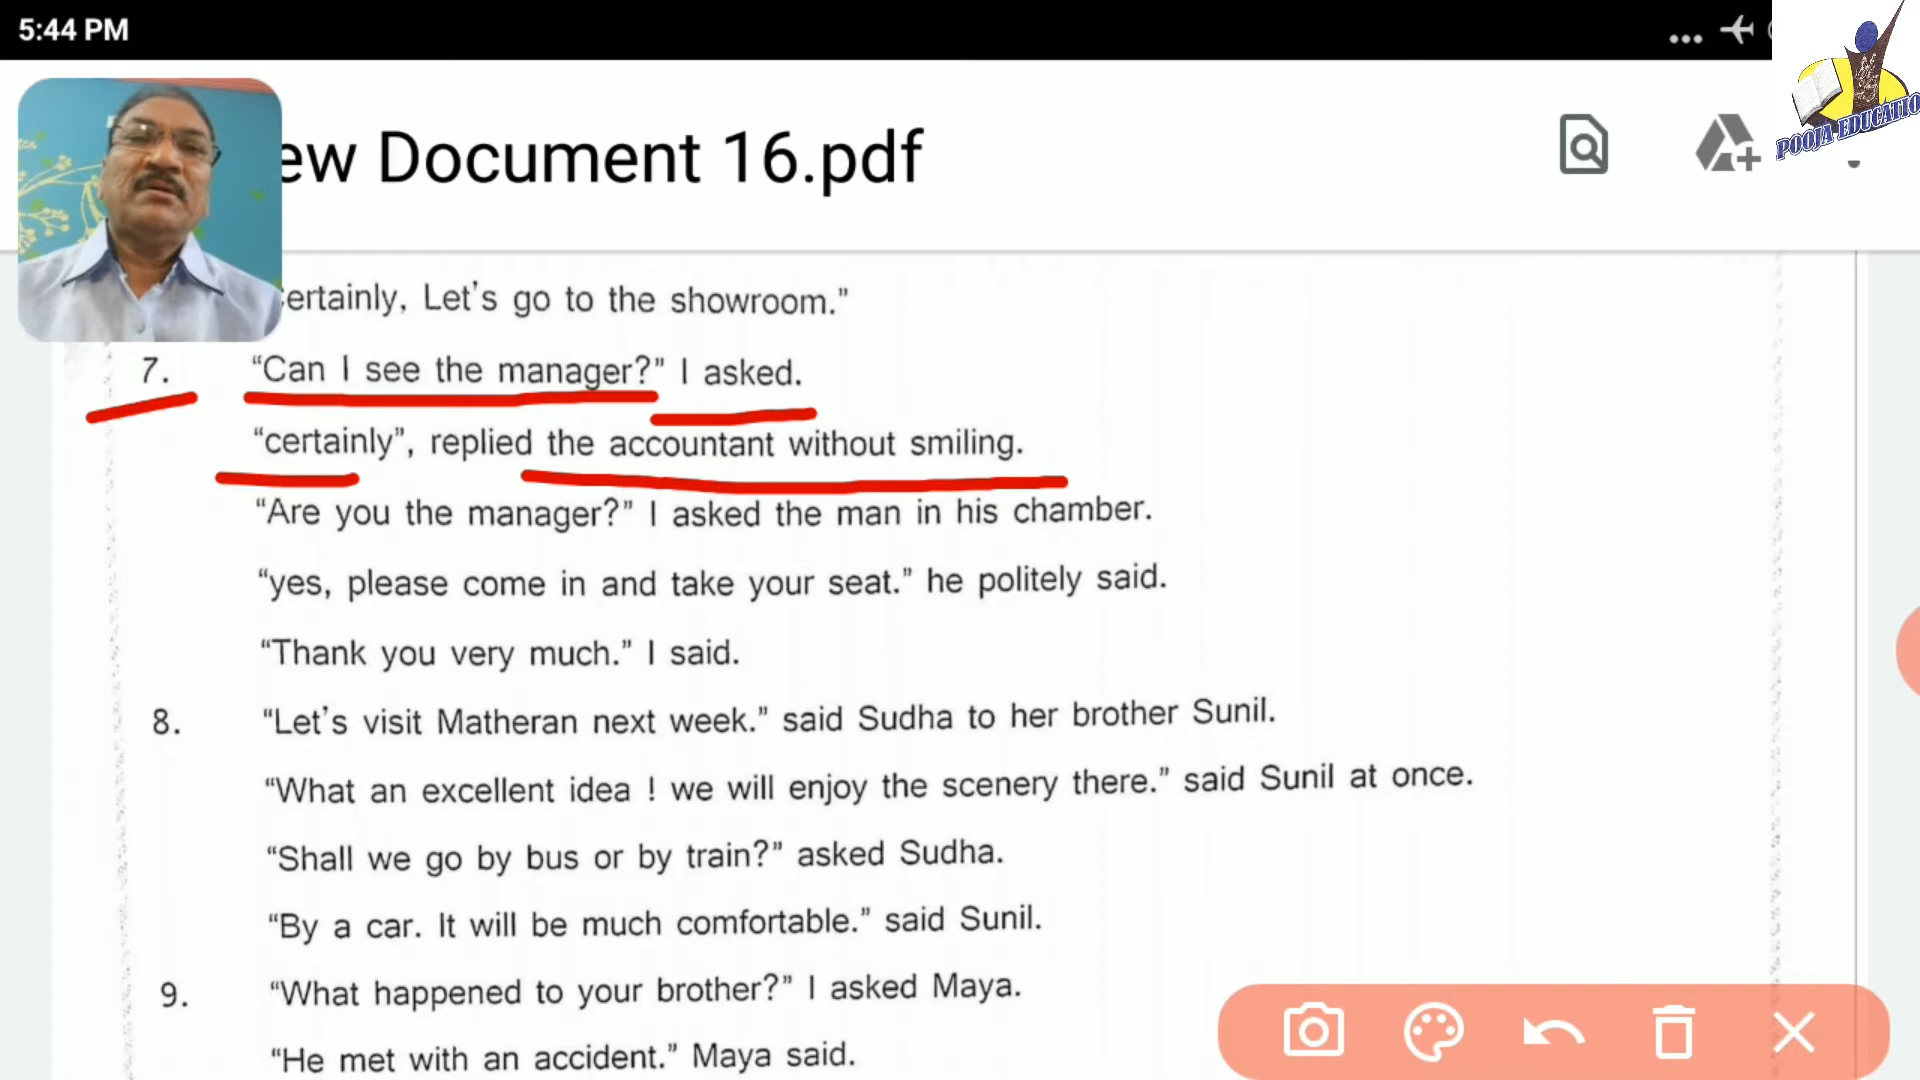 5:44 PM
POOJA EDUCATIO
ew Document 16.pdf
ertainly, Let's go to the showroom.”
7. “Can I see the manager?” I asked.
“certainly”, replied the accountant without smiling.
“Are you the manager?” I asked the man in his chamber.
“yes, please come in and take your seat.” he politely said.
“Thank you very much.” I said.
8. “Let's visit Matheran next week.” said Sudha to her brother Sunil.
“What an excellent idea ! we will enjoy the scenery there.” said Sunil at once.
“Shall we go by bus or by train?” asked Sudha.
“By a car. It will be much comfortable.” said Sunil.
9. “What happened to your brother?” I asked Maya.
“He met with an accident.” Maya said.